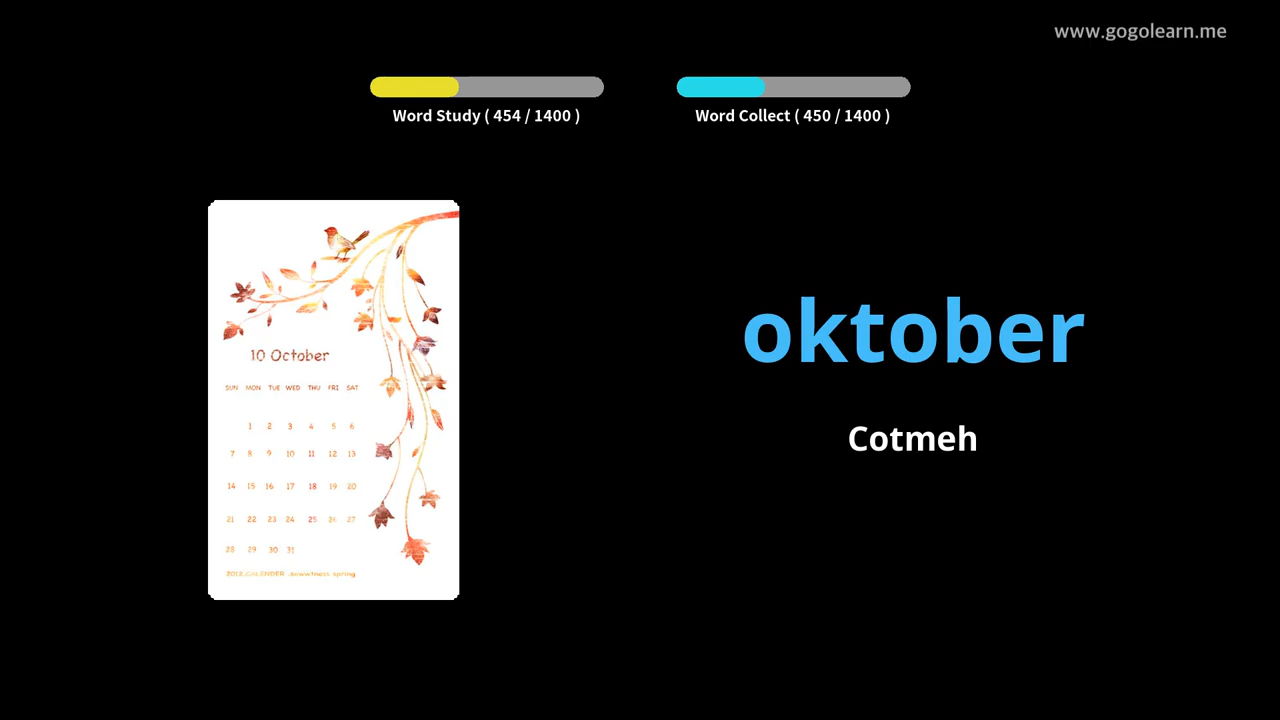 www.gogolearn.me
Word Study ( 454 / 1400 )
Word Collect ( 450 / 1400 )
oktober
Cotmeh
10 October
SUN MON TUE WED THU FRI SAT
1 2 3 4 5 6
7 8 9 10 11 12 13
14 15 16 17 18 19 20
21 22 23 24 25 26 27
28 29 30 31
2012.CALENDER